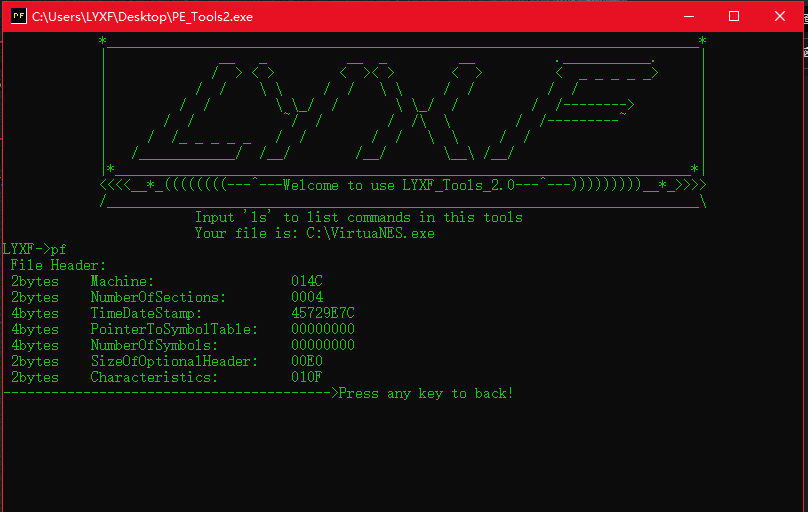 C:\Users\LYXF\Desktop\PE_Tools2.exe
LYXF
<<<<__*_((((((((---^---Welcome to use LYXF_Tools_2.0---^---))))))))__*_>>>>
Input 'ls' to list commands in this tools
Your file is: C:\VirtuaNES.exe
LYXF->pf
File Header:
2bytes    Machine:                 014C
2bytes    NumberOfSections:        0004
4bytes    TimeDateStamp:           45729E7C
4bytes    PointerToSymbolTable:    00000000
4bytes    NumberOfSymbols:         00000000
2bytes    SizeOfOptionalHeader:    00E0
2bytes    Characteristics:         010F
----------------------------------------->Press any key to back!